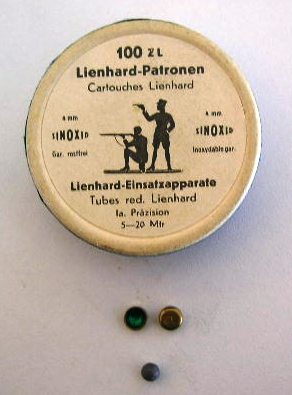 100 ZL
Lienhard-Patronen
Cartouches Lienhard
4 mm
SINOXID
Gar. rostfrei
4 mm
SINOXID
Inoxydable gar.
Lienhard-Einsatzapparate
Tubes red. Lienhard
Ia. Präzision
5—20 Mtr